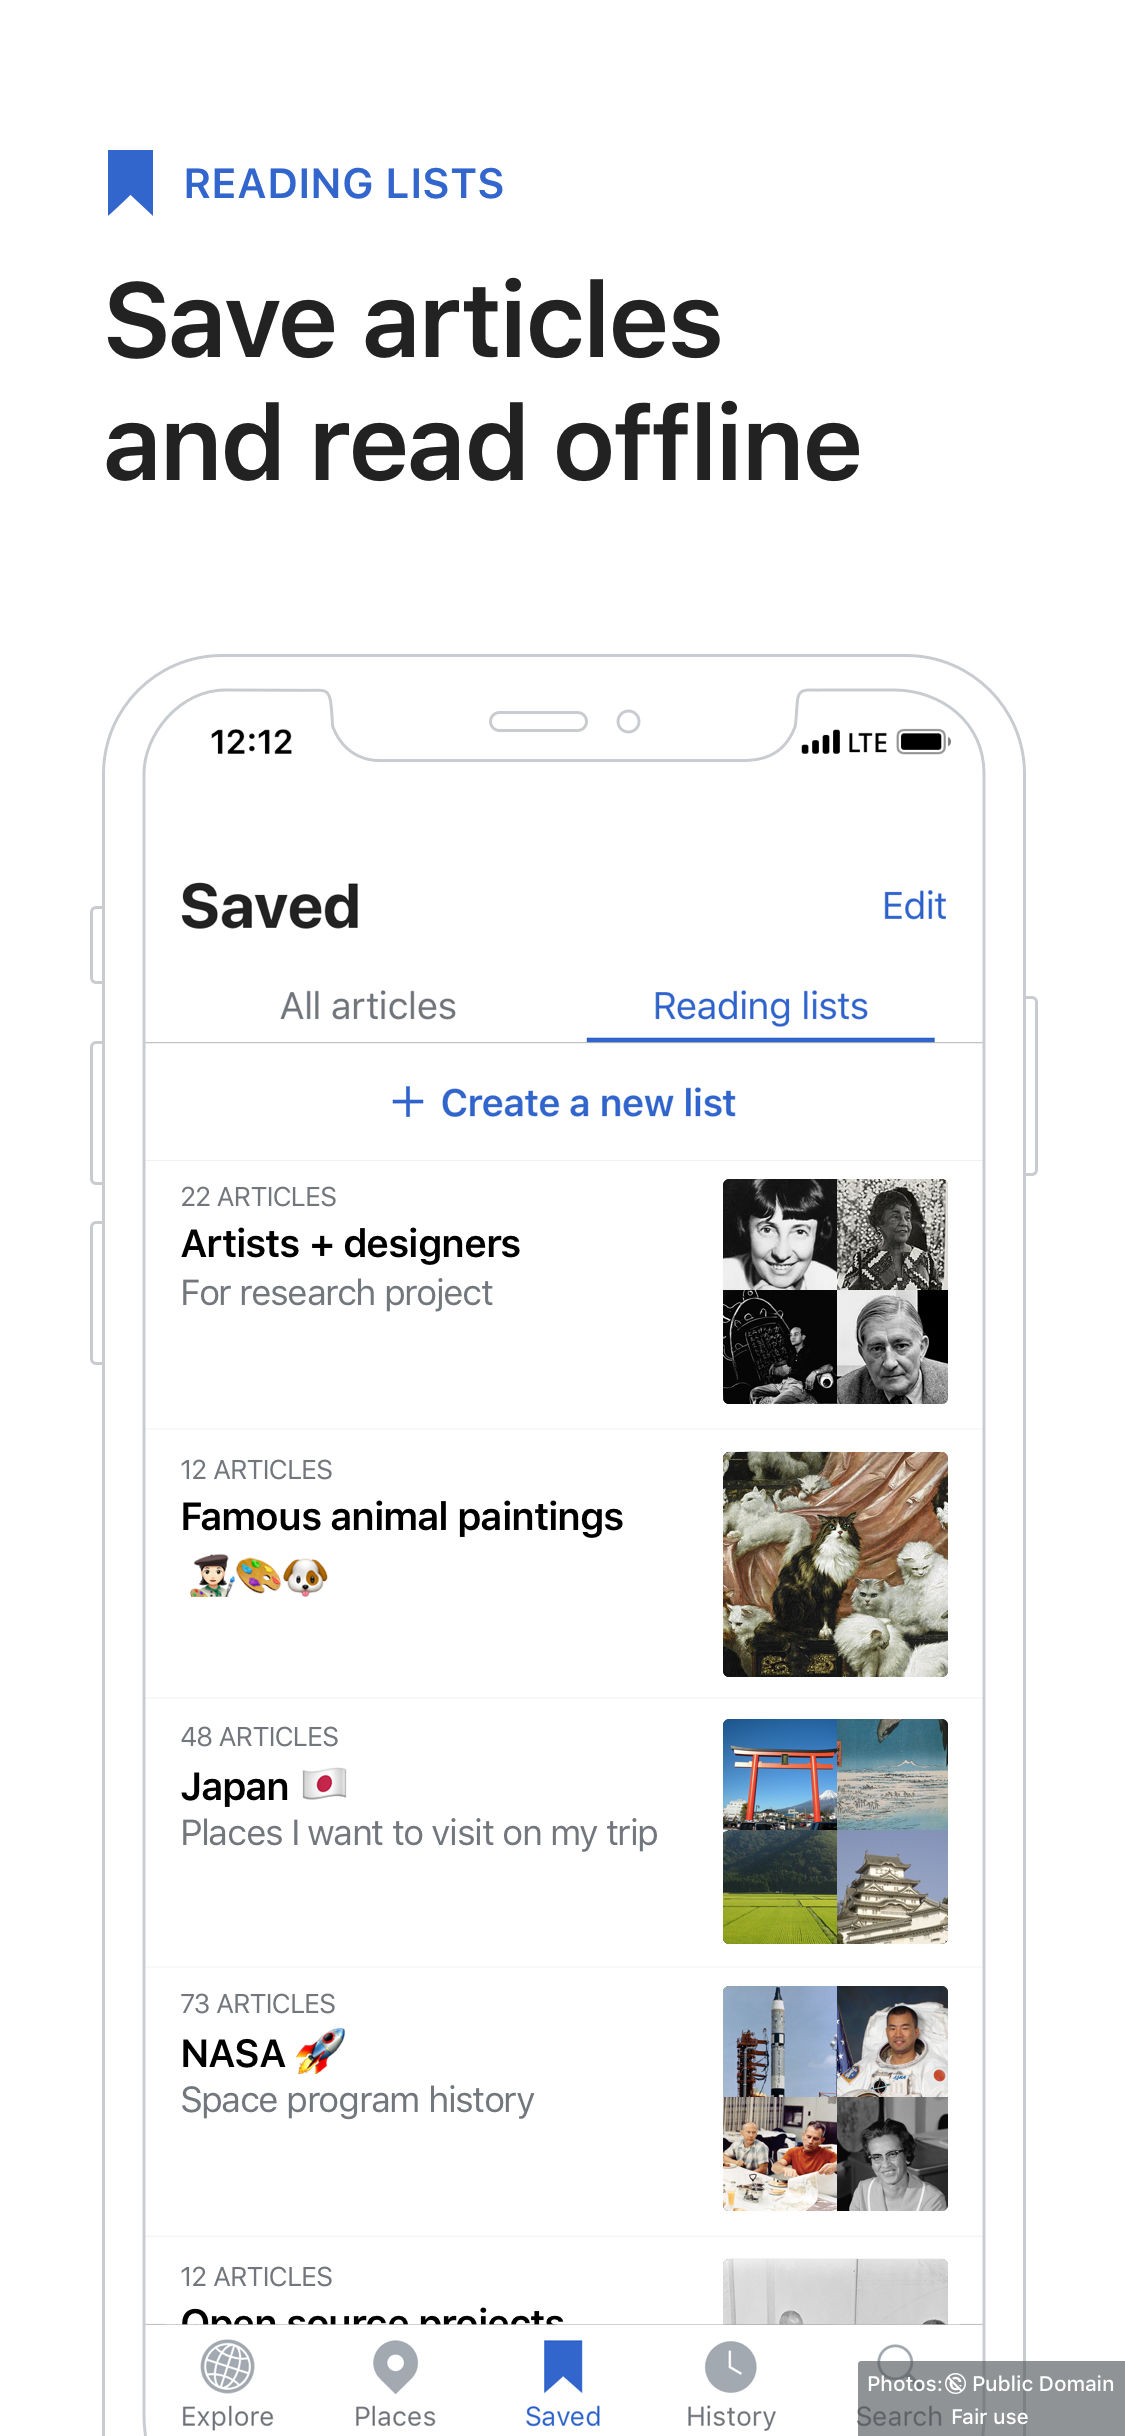 READING LISTS
Save articles
and read offline
12:12
LTE
Saved
Edit
All articles
Reading lists
+ Create a new list
22 ARTICLES
Artists + designers
For research project
12 ARTICLES
Famous animal paintings
👩🏻‍🎨🎨🐶
48 ARTICLES
Japan 🇯🇵
Places I want to visit on my trip
73 ARTICLES
NASA 🚀
Space program history
12 ARTICLES
Open source projects
Explore
Places
Saved
History
Search
Photos: Public Domain
Fair use